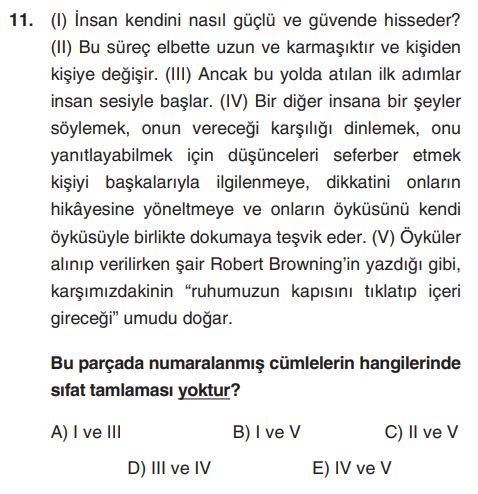 11. (I) İnsan kendini nasıl güçlü ve güvende hisseder?
(II) Bu süreç elbette uzun ve karmaşıktır ve kişiden
kişiye değişir. (III) Ancak bu yolda atılan ilk adımlar
insan sesiyle başlar. (IV) Bir diğer insana bir şeyler
söylemek, onun vereceği karşılığı dinlemek, onu
yanıtlayabilmek için düşünceleri seferber etmek
kişiyi başkalarıyla ilgilenmeye, dikkatini onların
hikâyesine yöneltmeye ve onların öyküsünü kendi
öyküsüyle birlikte dokumaya teşvik eder. (V) Öyküler
alınıp verilirken şair Robert Browning'in yazdığı gibi,
karşımızdakinin “ruhumuzun kapısını tıklatıp içeri
gireceği” umudu doğar.
Bu parçada numaralanmış cümlelerin hangilerinde
sıfat tamlaması yoktur?
A) I ve III B) I ve V C) II ve V
D) III ve IV E) IV ve V